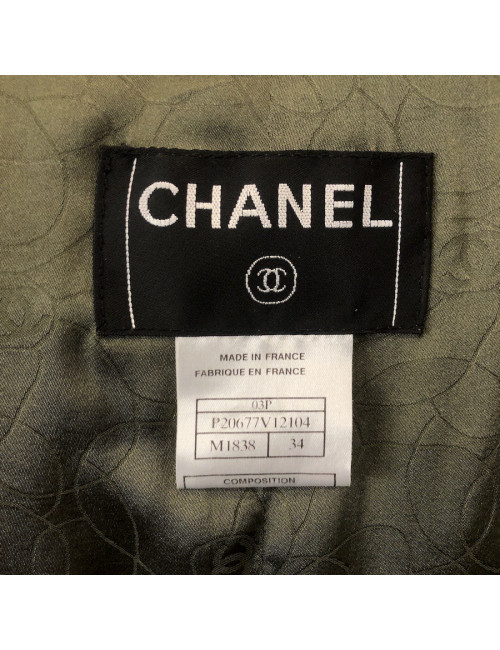 CHANEL
MADE IN FRANCE
FABRIQUE EN FRANCE
03P
P20677V12104
M1838 34
COMPOSITION